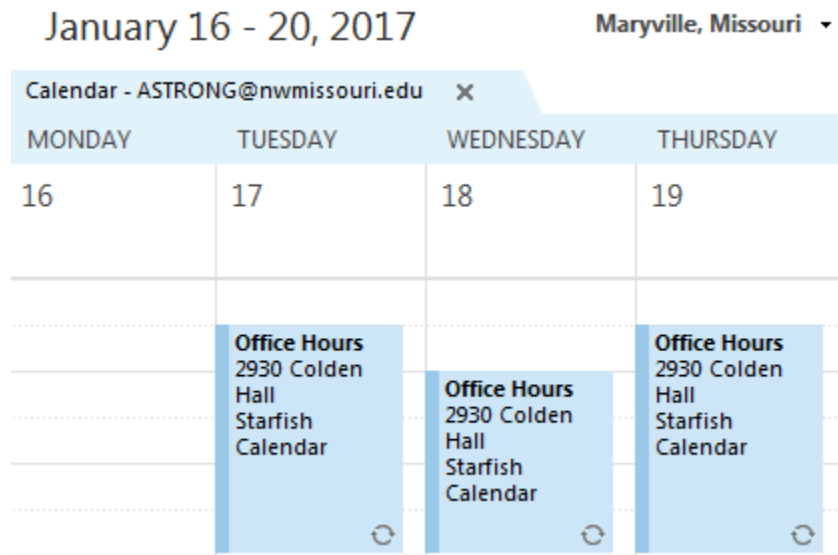 January 16 - 20, 2017
Maryville, Missouri
Calendar - ASTRONG@nwmissouri.edu
MONDAY TUESDAY WEDNESDAY THURSDAY
16 17 18 19
Office Hours
2930 Colden
Hall
Starfish
Calendar
Office Hours
2930 Colden
Hall
Starfish
Calendar
Office Hours
2930 Colden
Hall
Starfish
Calendar